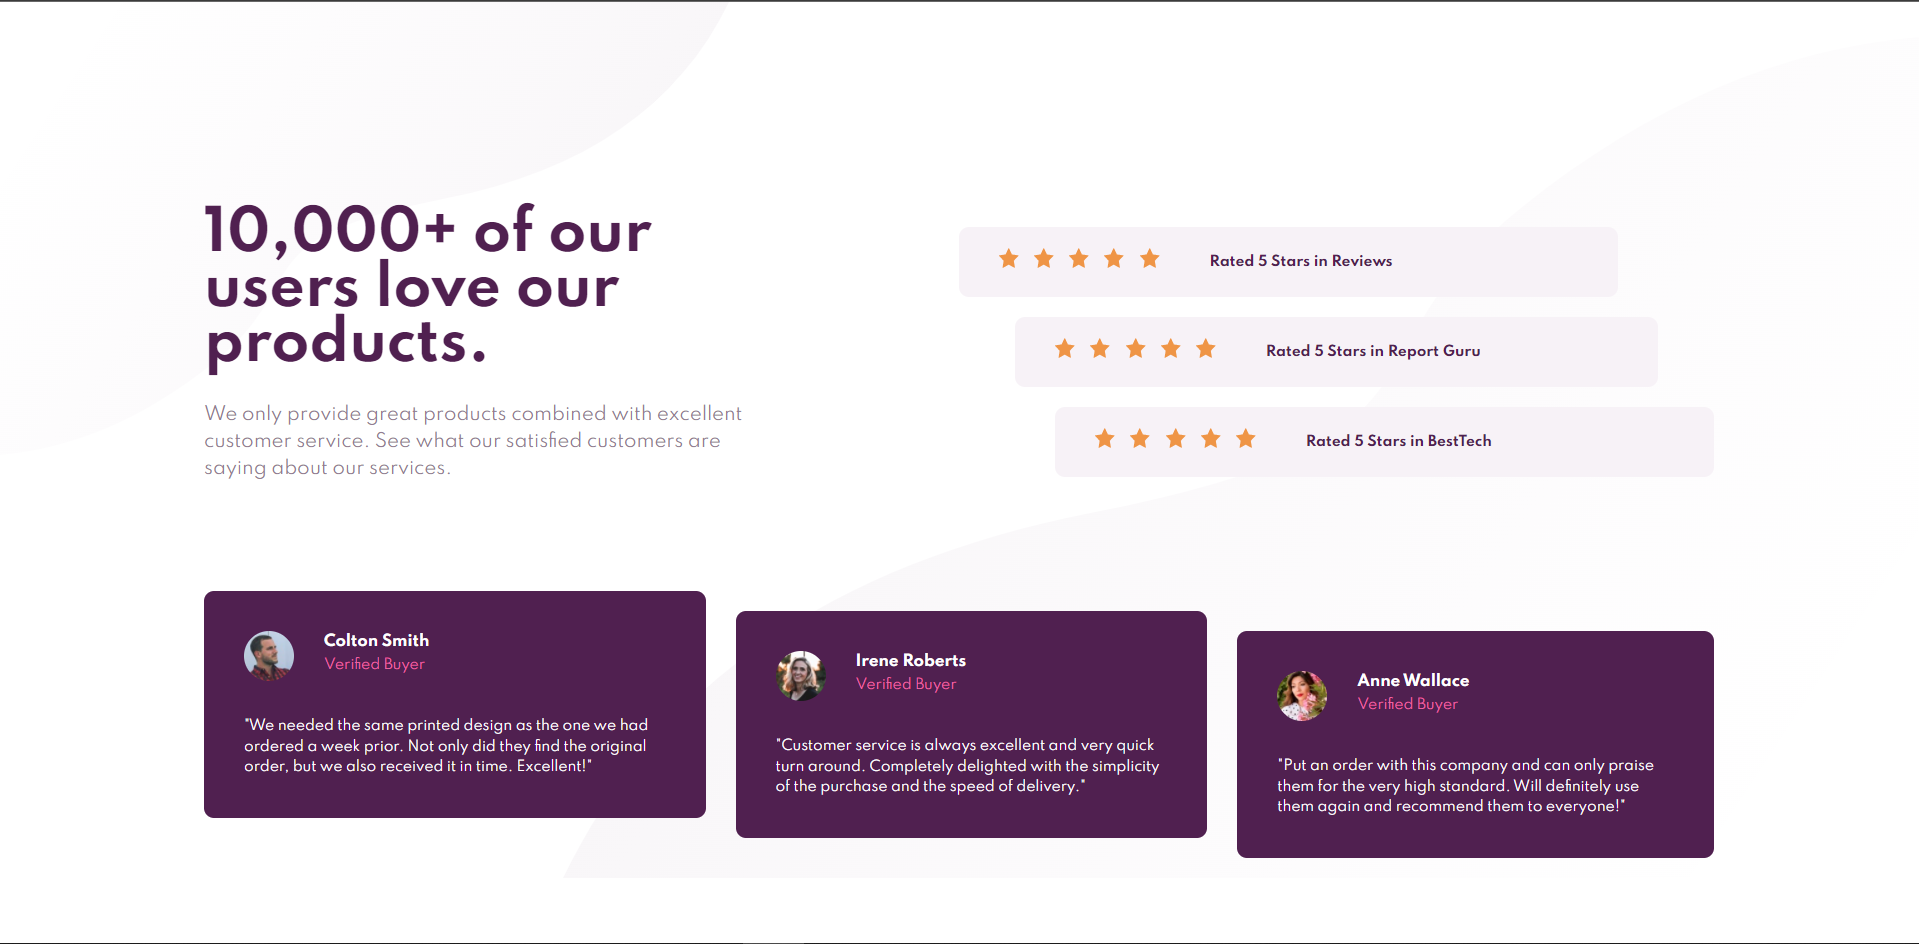 10,000+ of our
users love our
products.
We only provide great products combined with excellent
customer service. See what our satisfied customers are
saying about our services.
Rated 5 Stars in Reviews
Rated 5 Stars in Report Guru
Rated 5 Stars in BestTech
Colton Smith
Verified Buyer
"We needed the same printed design as the one we had
ordered a week prior. Not only did they find the original
order, but we also received it in time. Excellent!"
Irene Roberts
Verified Buyer
"Customer service is always excellent and very quick
turn around. Completely delighted with the simplicity
of the purchase and the speed of delivery."
Anne Wallace
Verified Buyer
"Put an order with this company and can only praise
them for the very high standard. Will definitely use
them again and recommend them to everyone!"